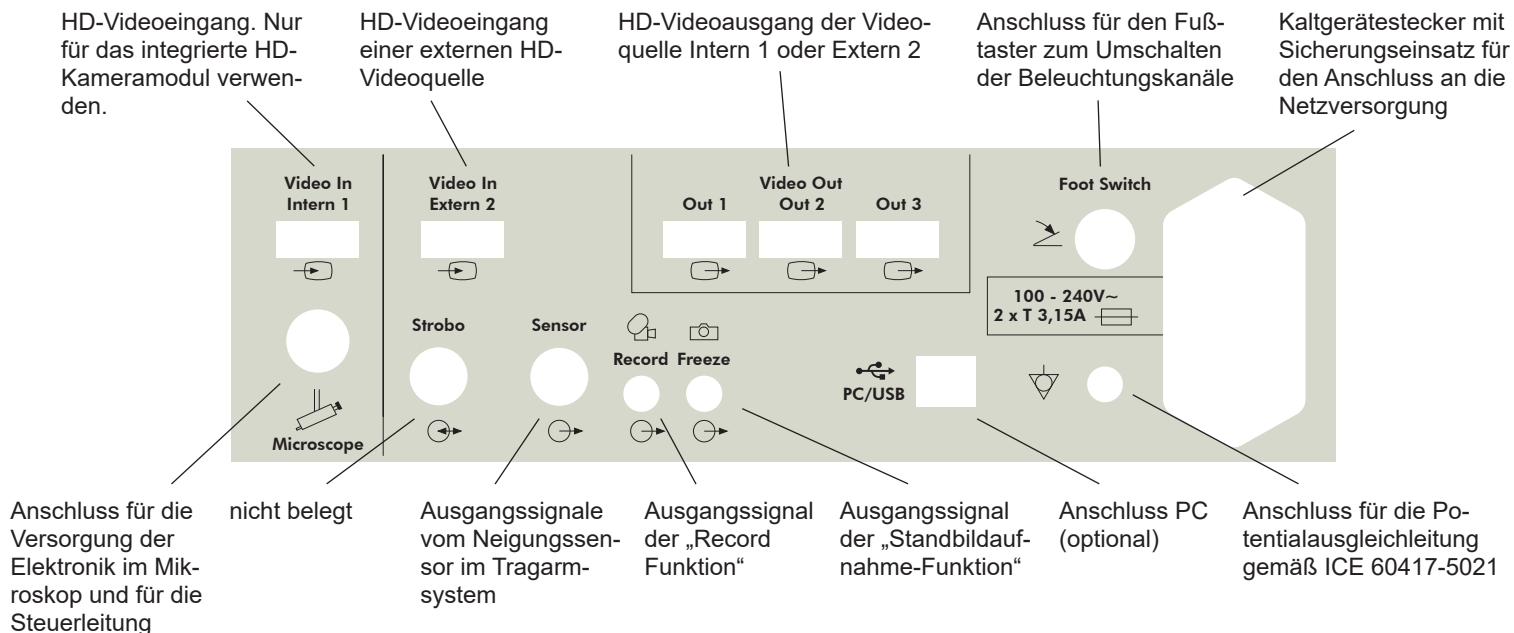 HD-Videoeingang. Nur
für das integrierte HD-
Kameramodul verwen-
den.
HD-Videoeingang
einer externen HD-
Videoquelle
HD-Videoausgang der Video-
quelle Intern 1 oder Extern 2
Anschluss für den Fuß-
taster zum Umschalten
der Beleuchtungskanäle
Kaltgerätestecker mit
Sicherungseinsatz für
den Anschluss an die
Netzversorgung
Video In
Intern 1
Video In
Extern 2
Video Out
Out 1
Out 2
Out 3
Foot Switch
100 - 240V~
2 x T 3,15A
Strobo
Sensor
Record
Freeze
PC/USB
Microscope
Anschluss für die
Versorgung der
Elektronik im Mik-
roskop und für die
Steuerleitung
nicht belegt
Ausgangssignale
vom Neigungssen-
sor im Tragarm-
system
Ausgangssignal
der „Record
Funktion“
Ausgangssignal
der „Standbildauf-
nahme-Funktion“
Anschluss PC
(optional)
Anschluss für die Po-
tentialausgleichleitung
gemäß ICE 60417-5021